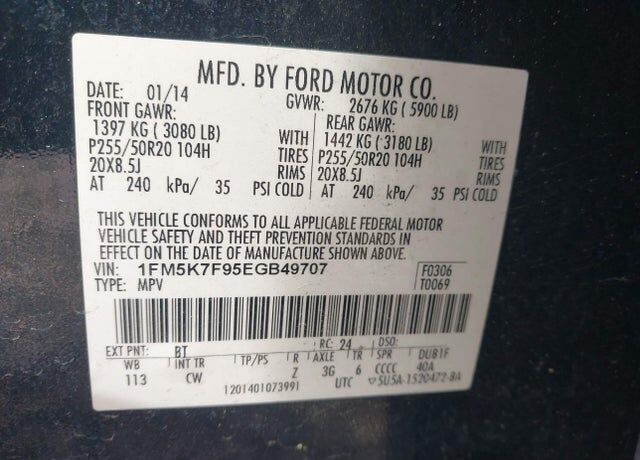 MFD. BY FORD MOTOR CO.
DATE: 01/14 GVWR: 2676 KG ( 5900 LB)
FRONT GAWR: REAR GAWR:
1397 KG ( 3080 LB) WITH 1442 KG ( 3180 LB) WITH
P255/50R20 104H TIRES P255/50R20 104H TIRES
20X8.5J RIMS 20X8.5J RIMS
AT 240 kPa/ 35 PSI COLD AT 240 kPa/ 35 PSI COLD
THIS VEHICLE CONFORMS TO ALL APPLICABLE FEDERAL MOTOR
VEHICLE SAFETY AND THEFT PREVENTION STANDARDS IN
EFFECT ON THE DATE OF MANUFACTURE SHOWN ABOVE.
VIN: 1FM5K7F95EGB49707 F0306
TYPE: MPV T0069
EXT PNT: BT RC: 24 DSO:
WB INT TR TP/PS R AXLE TR SPR DUB1F
113 CW Z 3G 6 CCCC 40A
1201401073991 UTC ▽5U5A-1520472-BA